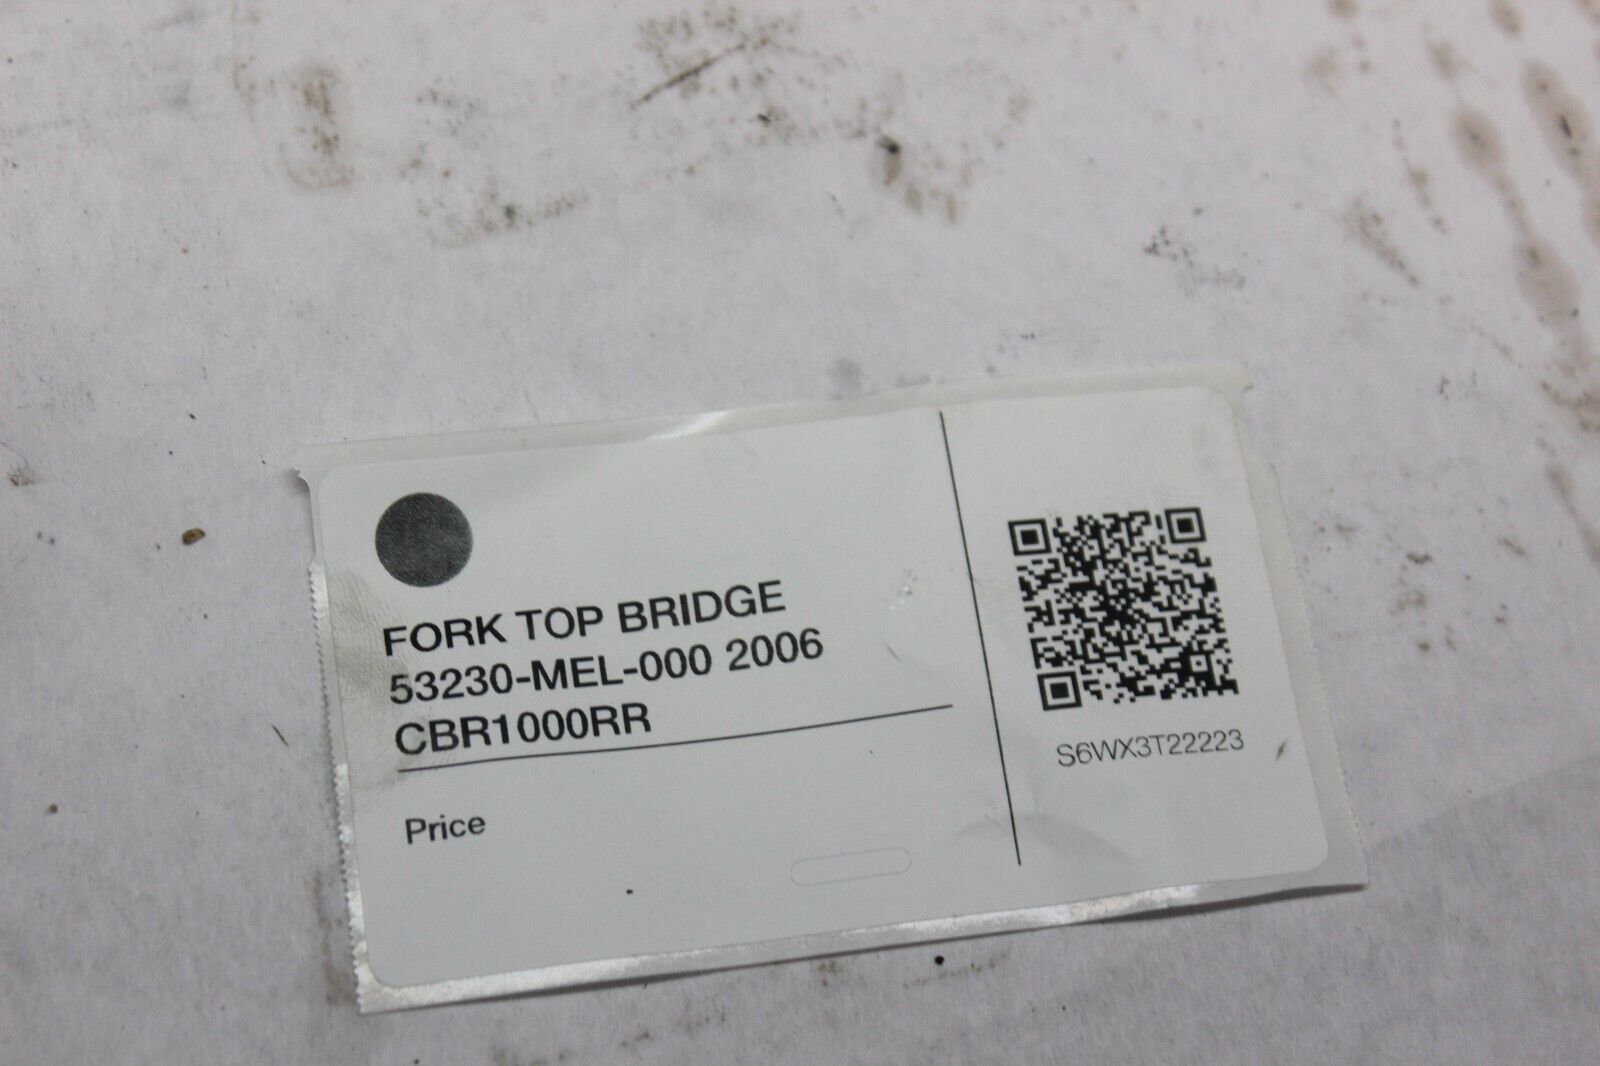 FORK TOP BRIDGE
53230-MEL-000 2006
CBR1000RR
Price
S6WX3T22223